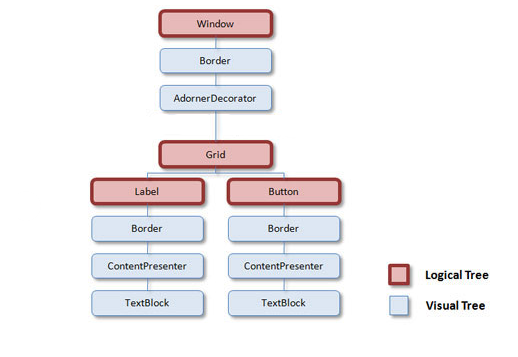 Window
Border
AdornerDecorator
Grid
Label
Button
Border
Border
ContentPresenter
ContentPresenter
TextBlock
TextBlock
Logical Tree
Visual Tree